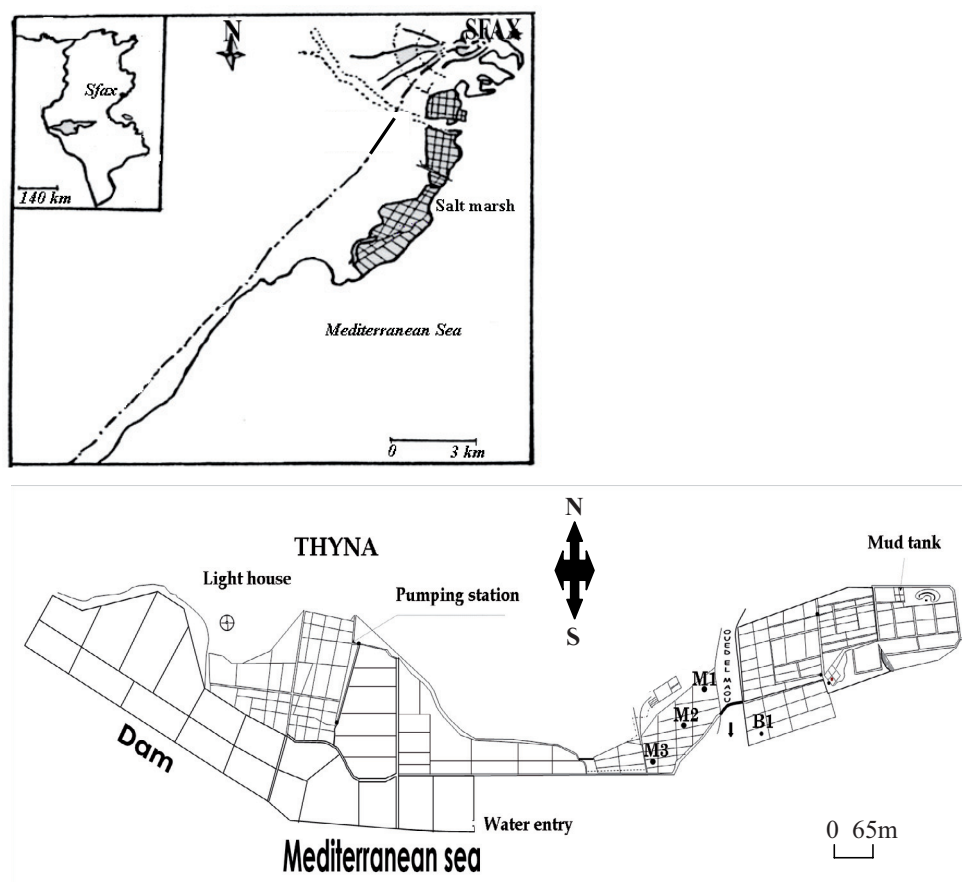 SFAX
N
Sfax
140 km
Salt marsh
Mediterranean Sea
0 3 km
N
THYNA
Mud tank
Light house
Pumping station
S
OUED EL MAOU
M1
M2
B1
M3
Dam
Water entry
0 65m
Mediterranean sea